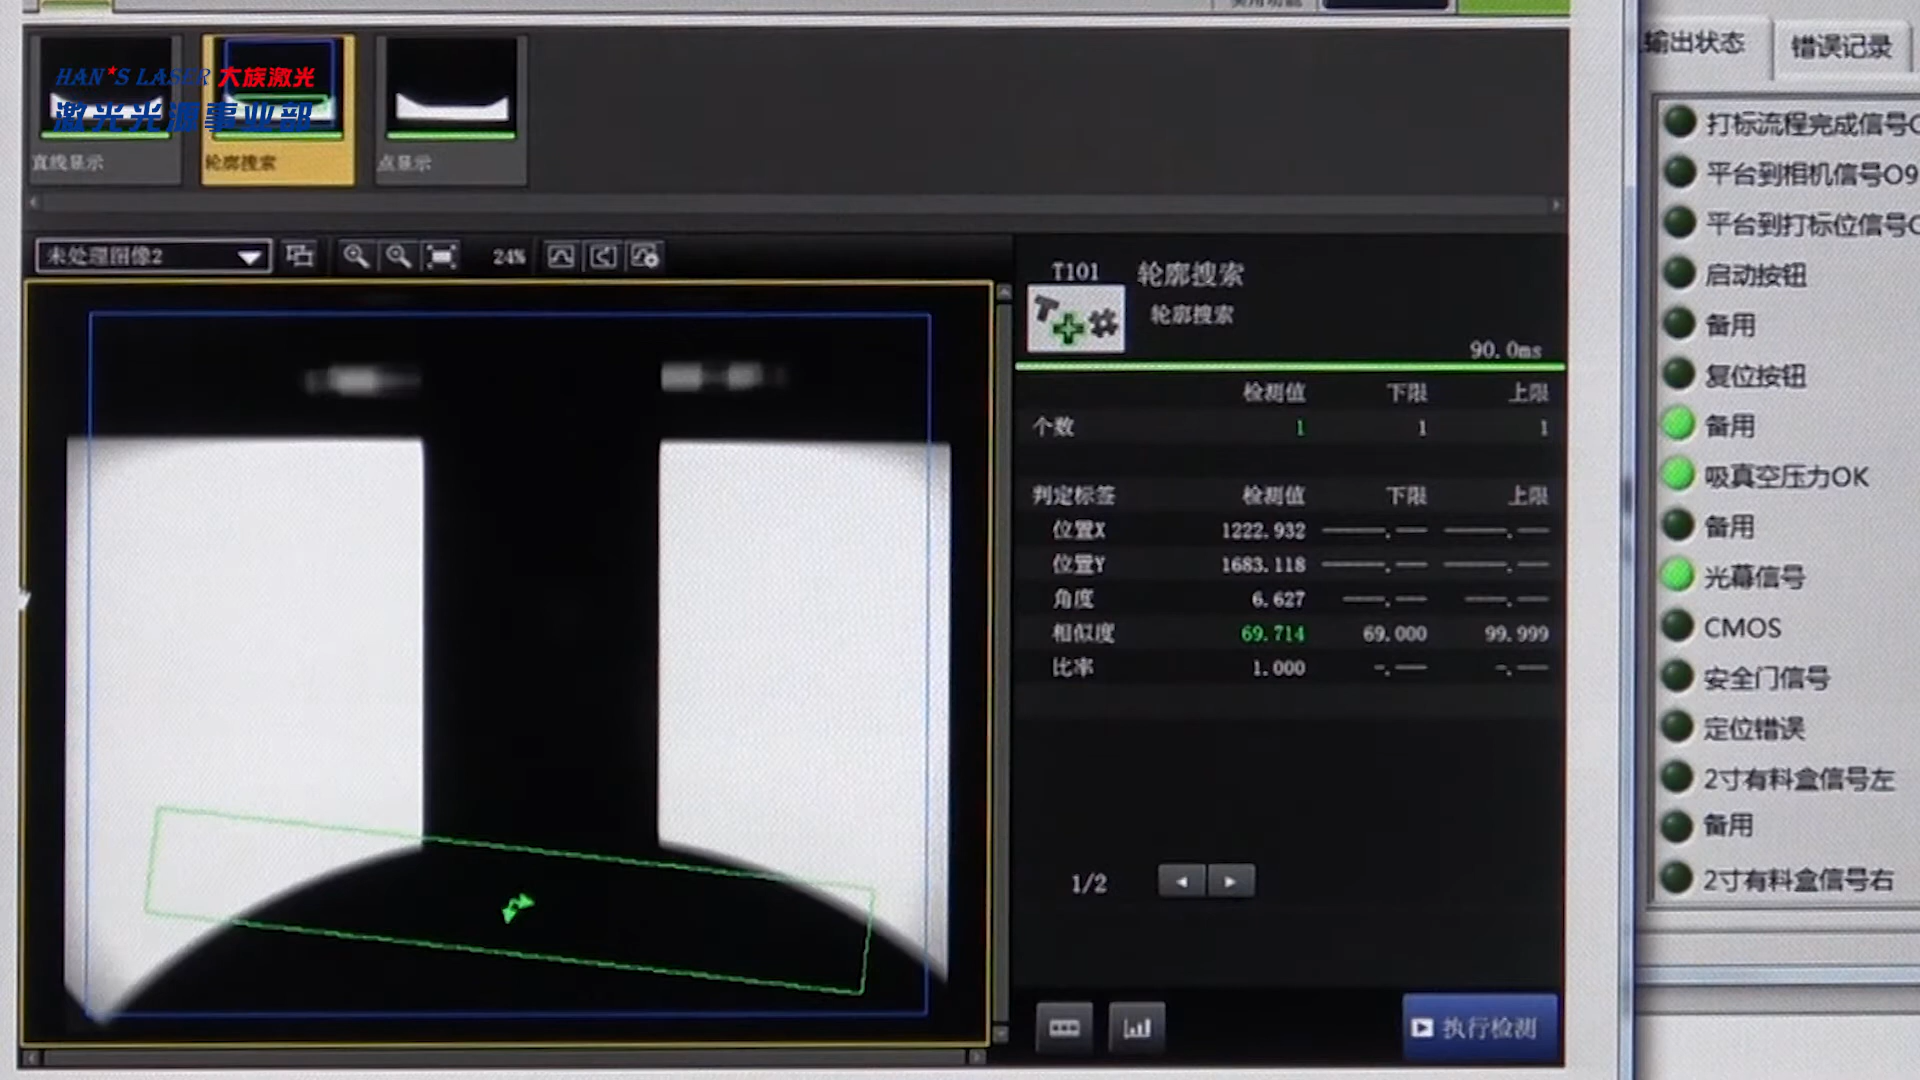 输出状态
错误记录
HAN*S LASER 大族激光
激光光源事业部
直线显示
轮廓搜索
点显示
未处理图像2
24%
T101
轮廓搜索
轮廓搜索
90.0ms
检测值 下限 上限
个数 1 1 1
判定标签 检测值 下限 上限
位置X 1222.932
位置Y 1683.118
角度 6.627
相似度 69.714 69.000 99.999
比率 1.000
1/2
执行检测
打标流程完成信号
平台到相机信号O9
平台到打标位信号
启动按钮
备用
复位按钮
备用
吸真空压力OK
备用
光幕信号
CMOS
安全门信号
定位错误
2寸有料盒信号左
备用
2寸有料盒信号右